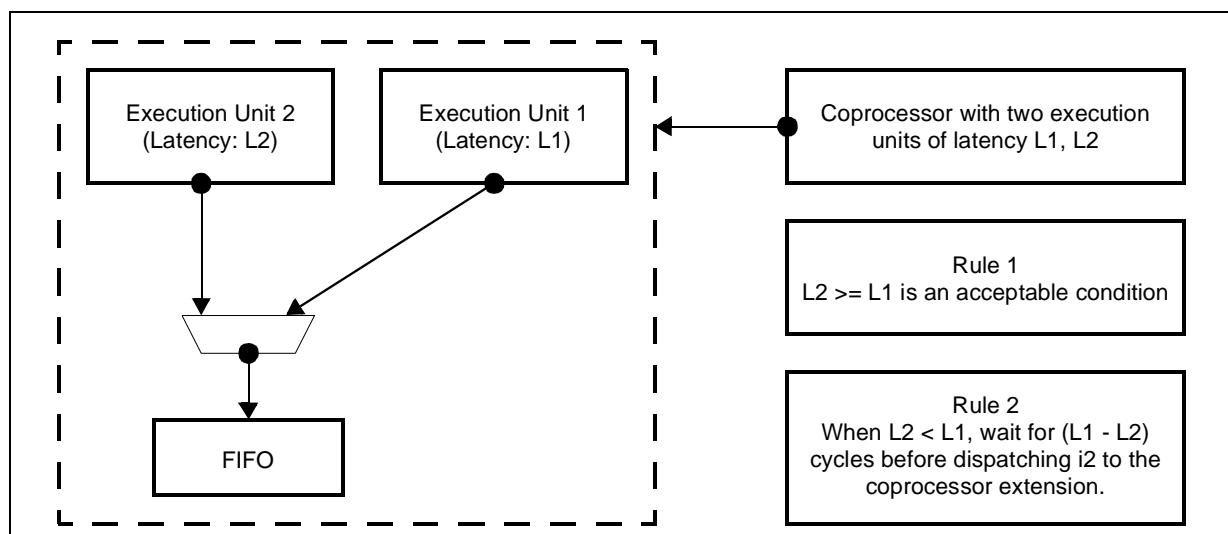 Execution Unit 2
(Latency: L2)
Execution Unit 1
(Latency: L1)
Coprocessor with two execution
units of latency L1, L2
Rule 1
L2 >= L1 is an acceptable condition
Rule 2
When L2 < L1, wait for (L1 - L2)
cycles before dispatching i2 to the
coprocessor extension.
FIFO